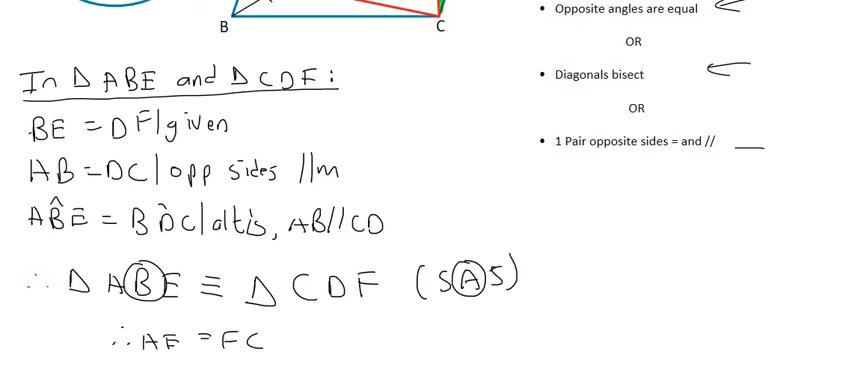 • Opposite angles are equal
B
C
OR
• Diagonals bisect
OR
• 1 Pair opposite sides = and //
In Δ ABE and Δ CDF :
BE = DF | given
AB = DC | opp sides //m
AB̂E = BD̂C | alt ∠s, AB//CD
∴ Δ ABE ≡ Δ CDF (SAS)
∴ AE = FC